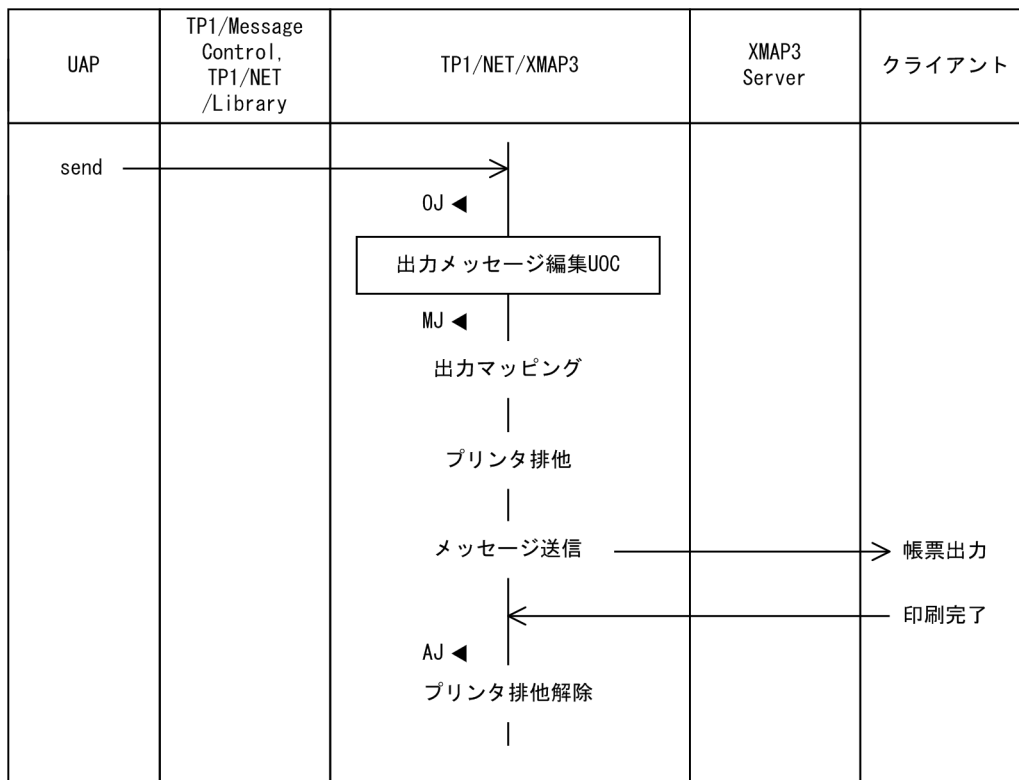 UAP
TP1/Message
Control,
TP1/NET
/Library
TP1/NET/XMAP3
XMAP3
Server
クライアント
send
OJ
出力メッセージ編集UOC
MJ
出力マッピング
プリンタ排他
メッセージ送信
帳票出力
印刷完了
AJ
プリンタ排他解除